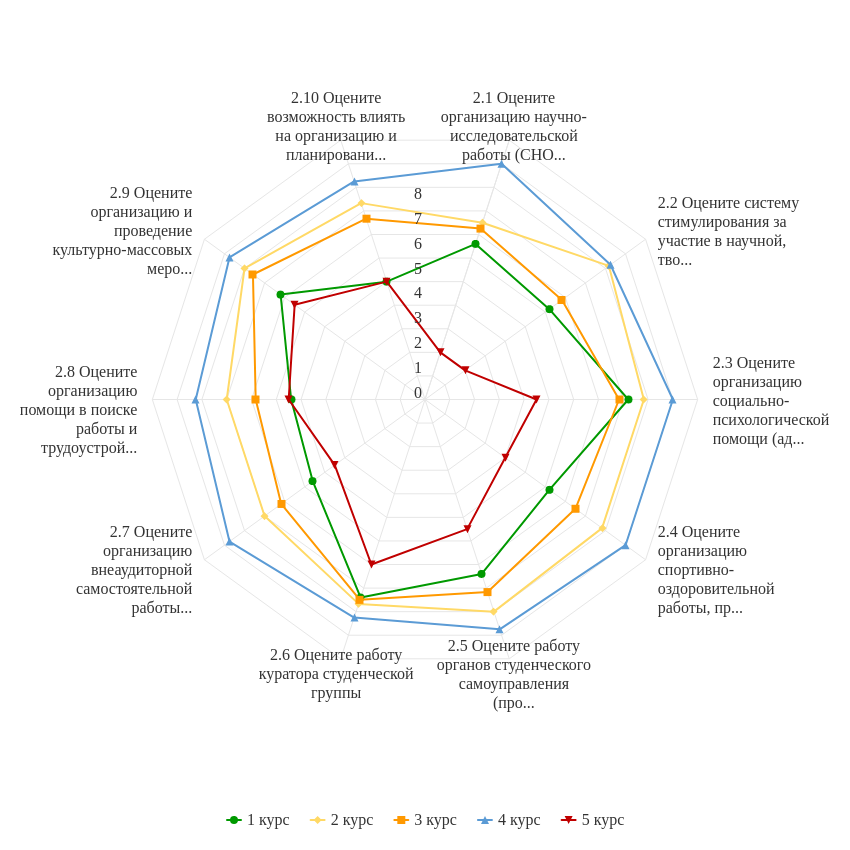 2.10 Оцените
возможность влиять
на организацию и
планировани...
2.1 Оцените
организацию научно-
исследовательской
работы (СНО...
2.9 Оцените
организацию и
проведение
культурно-массовых
меро...
2.2 Оцените систему
стимулирования за
участие в научной,
тво...
8
7
6
5
4
3
2
1
0
2.8 Оцените
организацию
помощи в поиске
работы и
трудоустрой...
2.3 Оцените
организацию
социально-
психологической
помощи (ад...
2.7 Оцените
организацию
внеаудиторной
самостоятельной
работы...
2.4 Оцените
организацию
спортивно-
оздоровительной
работы, пр...
2.6 Оцените работу
куратора студенческой
группы
2.5 Оцените работу
органов студенческого
самоуправления
(про...
1 курс 2 курс 3 курс 4 курс 5 курс